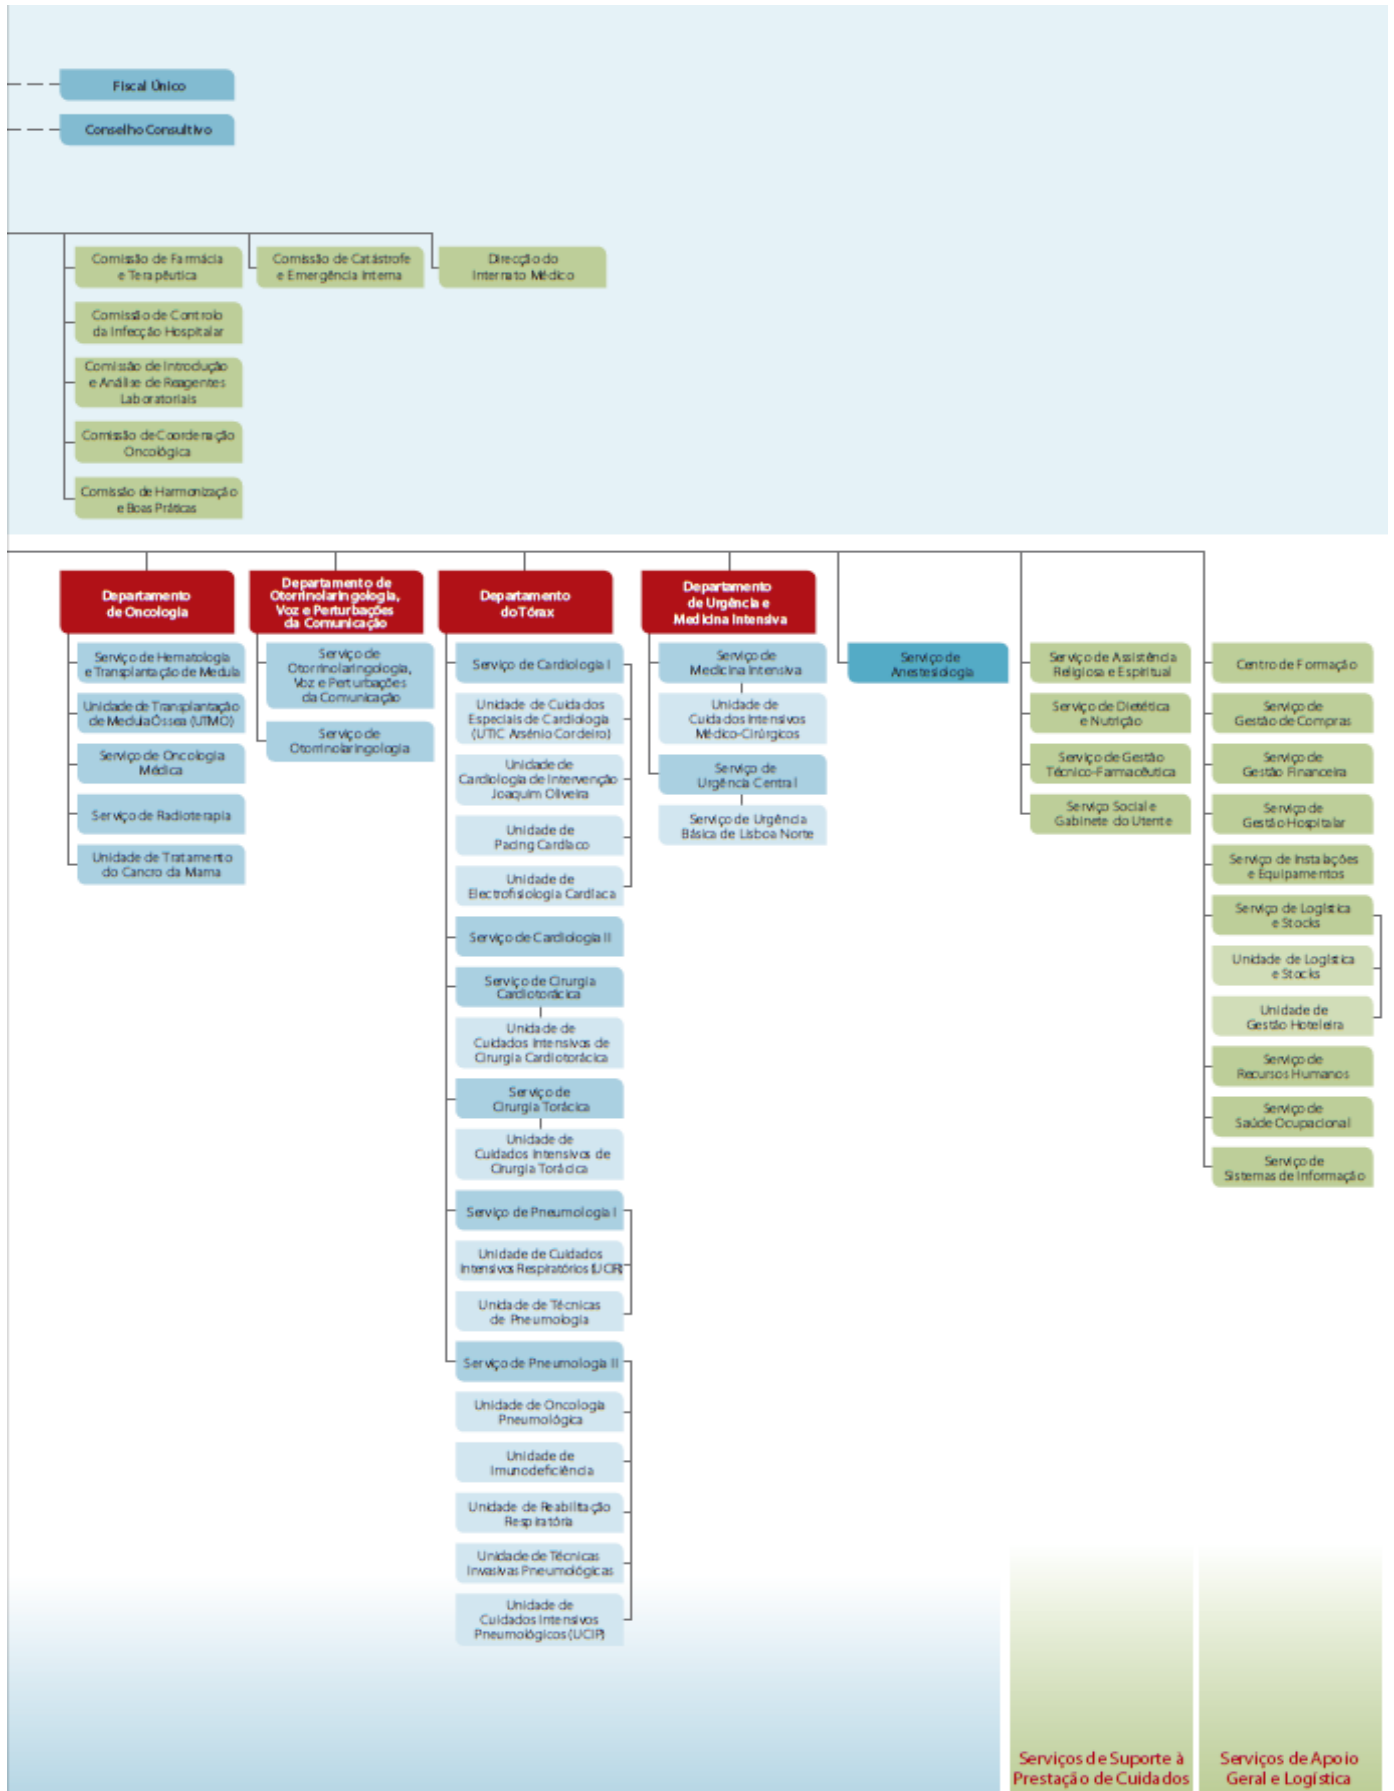 Fiscal Único
Conselho Consultivo
Comissão de Farmácia
e Terapêutica
Comissão de Catástrofe
e Emergência Interna
Direcção do
Internato Médico
Comissão de Controlo
da Infecção Hospitalar
Comissão de Introdução
e Análise de Reagentes
Laboratoriais
Comissão de Coordenação
Oncológica
Comissão de Harmonização
e Boas Práticas
Departamento
de Oncologia
Serviço de Hematologia
e Transplantação de Medula
Unidade de Transplantação
de Medula Óssea (UTMO)
Serviço de Oncologia
Médica
Serviço de Radioterapia
Unidade de Tratamento
do Cancro da Mama
Departamento de
Otorrinolaringologia,
Voz e Perturbações
da Comunicação
Serviço de
Otorrinolaringologia,
Voz e Perturbações
da Comunicação
Serviço de
Otorrinolaringologia
Departamento
do Tórax
Serviço de Cardiologia I
Unidade de Cuidados
Especiais de Cardiologia
(UTIC Arsénio Cordeiro)
Unidade de
Cardiologia de Intervenção
Joaquim Oliveira
Unidade de
Pacing Cardíaco
Unidade de
Electrofisiologia Cardíaca
Serviço de Cardiologia II
Serviço de Cirurgia
Cardiotorácica
Unidade de
Cuidados Intensivos de
Cirurgia Cardiotorácica
Serviço de
Cirurgia Torácica
Unidade de
Cuidados Intensivos de
Cirurgia Torácica
Serviço de Pneumologia I
Unidade de Cuidados
Intensivos Respiratórios (UCIR)
Unidade de Técnicas
de Pneumologia
Serviço de Pneumologia II
Unidade de Oncologia
Pneumológica
Unidade de
Imunodeficiência
Unidade de Reabilitação
Respiratória
Unidade de Técnicas
Invasivas Pneumológicas
Unidade de
Cuidados Intensivos
Pneumológicos (UCIP)
Departamento
de Urgência e
Medicina Intensiva
Serviço de
Medicina Intensiva
Unidade de
Cuidados Intensivos
Médico-Cirúrgicos
Serviço de
Urgência Central
Serviço de Urgência
Básica de Lisboa Norte
Serviço de
Anestesiologia
Serviço de Assistência
Religiosa e Espiritual
Serviço de Dietética
e Nutrição
Serviço de Gestão
Técnico-Farmacêutica
Serviço Social e
Gabinete do Utente
Centro de Formação
Serviço de
Gestão de Compras
Serviço de
Gestão Financeira
Serviço de
Gestão Hospitalar
Serviço de Instalações
e Equipamentos
Serviço de Logística
e Stocks
Unidade de Logística
e Stocks
Unidade de
Gestão Hoteleira
Serviço de
Recursos Humanos
Serviço de
Saúde Ocupacional
Serviço de
Sistemas de Informação
Serviços de Suporte à
Prestação de Cuidados
Serviços de Apoio
Geral e Logística